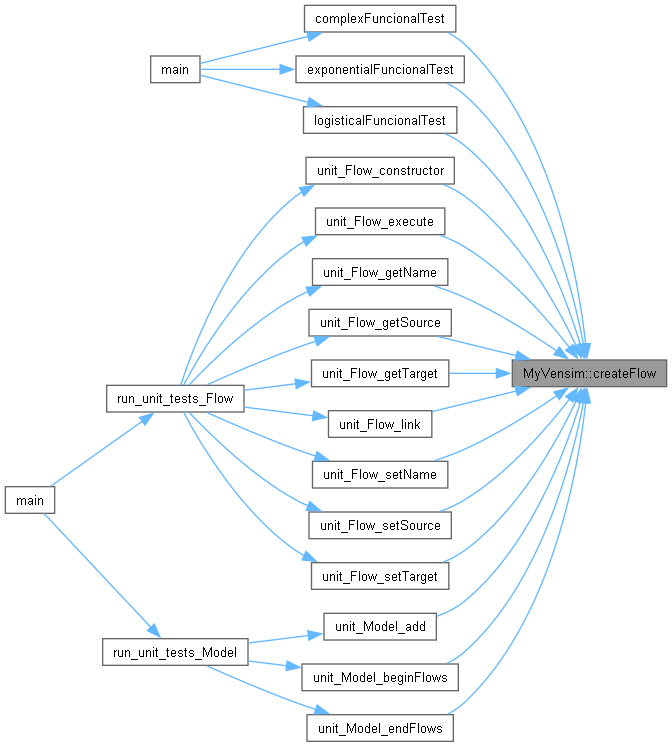 complexFuncionalTest
main
exponentialFuncionalTest
logisticalFuncionalTest
unit_Flow_constructor
unit_Flow_execute
unit_Flow_getName
unit_Flow_getSource
MyVensim::createFlow
unit_Flow_getTarget
run_unit_tests_Flow
unit_Flow_link
unit_Flow_setName
main
unit_Flow_setSource
unit_Flow_setTarget
unit_Model_add
run_unit_tests_Model
unit_Model_beginFlows
unit_Model_endFlows